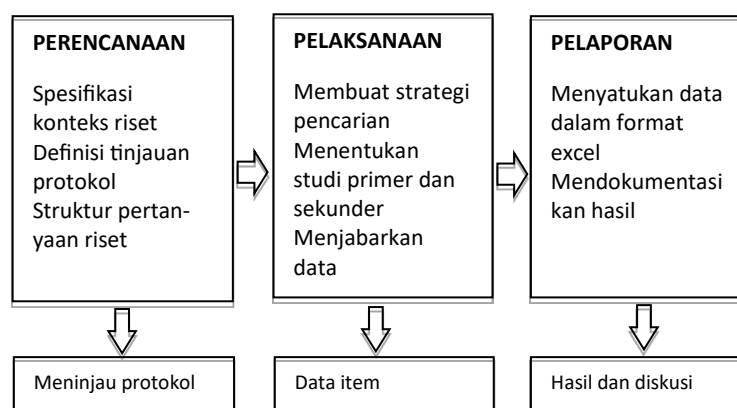 PERENCANAAN
Spesifikasi
konteks riset
Definisi tinjauan
protokol
Struktur pertan-
yaan riset
PELAKSANAAN
Membuat strategi
pencarian
Menentukan
studi primer dan
sekunder
Menjabarkan
data
PELAPORAN
Menyatukan data
dalam format
excel
Mendokumentasi
kan hasil
Meninjau protokol
Data item
Hasil dan diskusi